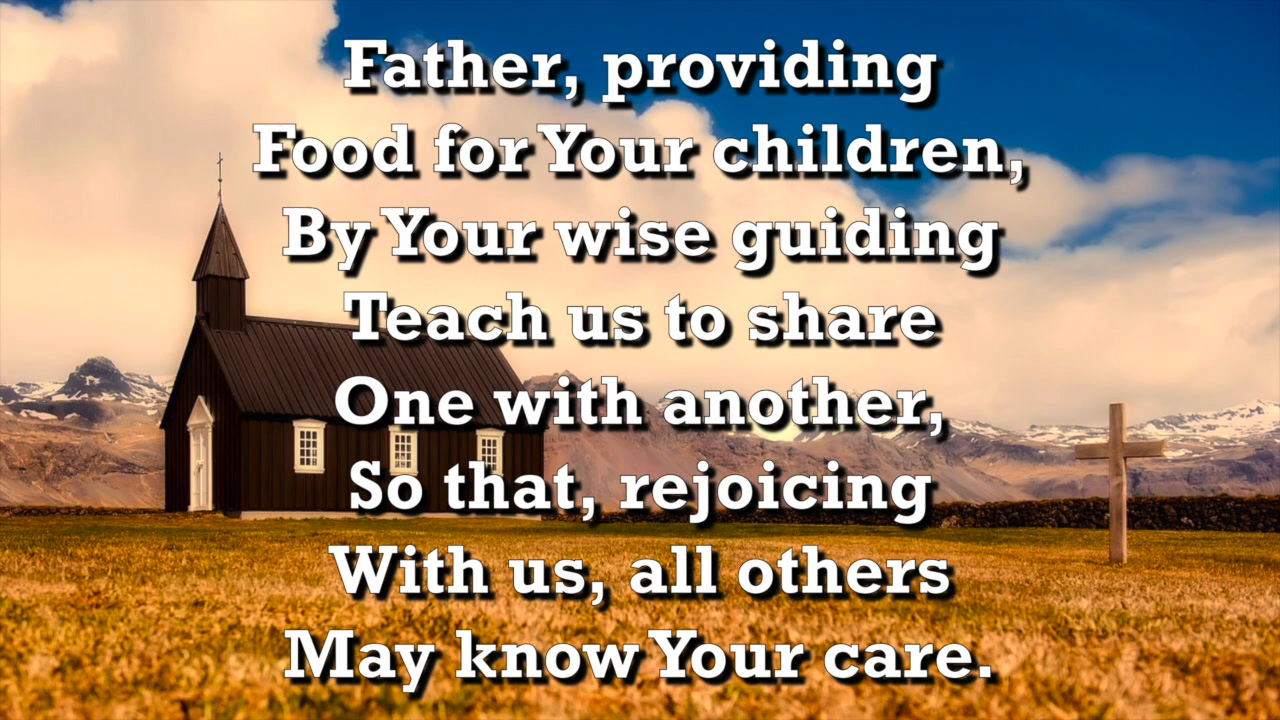 Father, providing
Food for Your children,
By Your wise guiding
Teach us to share
One with another,
So that, rejoicing
With us, all others
May know Your care.